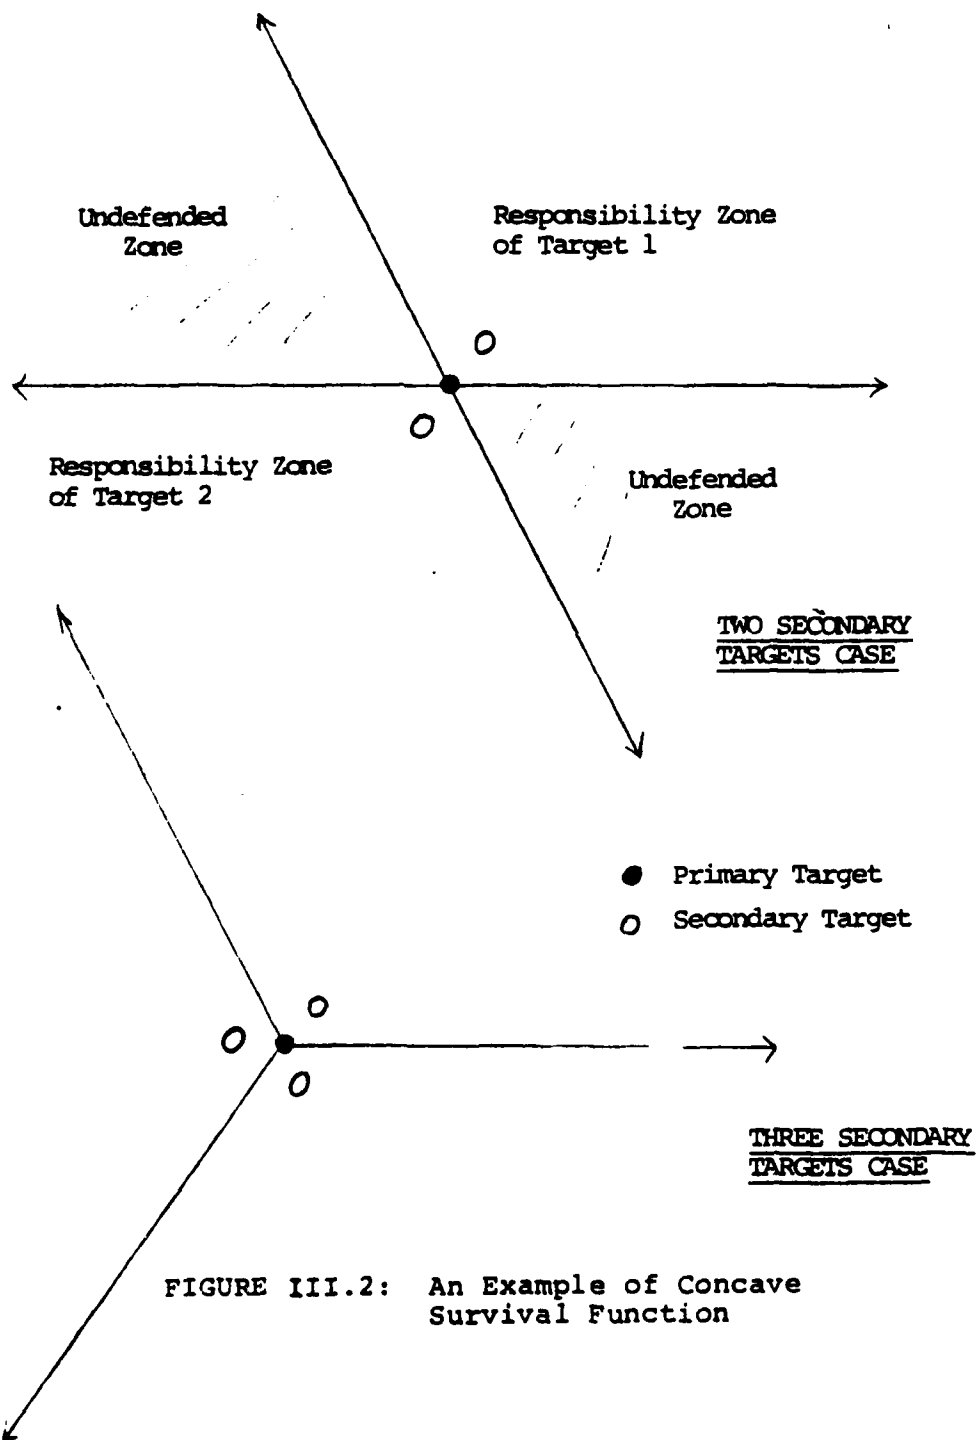 Undefended
Zone
Responsibility Zone
of Target 1
Responsibility Zone
of Target 2
Undefended
Zone
TWO SECONDARY
TARGETS CASE
Primary Target
Secondary Target
THREE SECONDARY
TARGETS CASE
FIGURE III.2: An Example of Concave
Survival Function